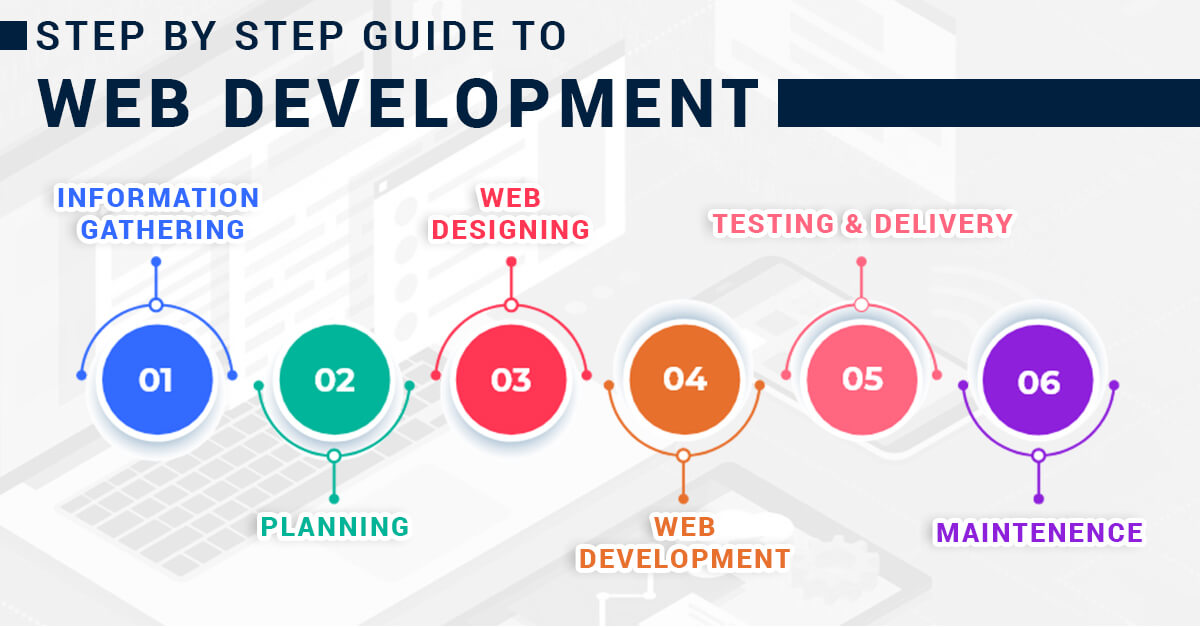 STEP BY STEP GUIDE TO
WEB DEVELOPMENT
INFORMATION
GATHERING
01
02
PLANNING
WEB
DESIGNING
03
04
WEB
DEVELOPMENT
TESTING & DELIVERY
05
06
MAINTENENCE